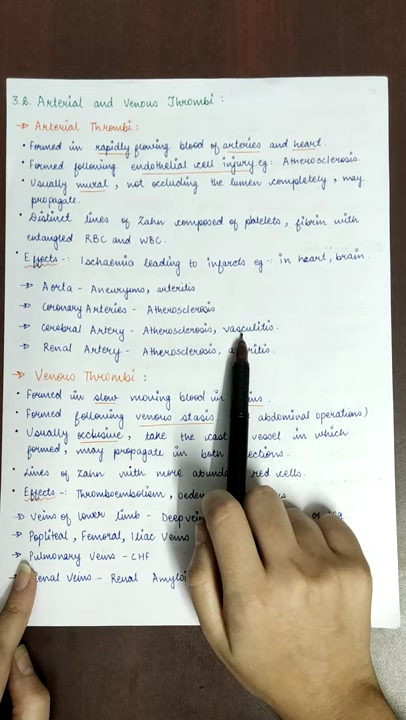 3.2. Arterial and Venous Thrombi :
→ Arterial Thrombi :
• Formed in rapidly flowing blood of arteries and heart.
• Formed following endothelial cell injury. eg: Atherosclerosis.
• Usually mural, not occluding the lumen completely, may
propagate.
• Distinct lines of Zahn composed of platelets, fibrin with
entangled RBC and WBC.
• Effects -: Ischaemia leading to infarcts eg-: in heart, brain.
→ Aorta - Aneurysms, arteritis
→ Coronary Arteries - Atherosclerosis
→ Cerebral Artery - Atherosclerosis, vasculitis.
→ Renal Artery - Atherosclerosis.
→ Venous Thrombi :
• Formed in slow moving blood in
• Formed following venous stasis. abdominal operations)
• Usually occlusive, take the cast vessel in which
formed, may propagate in both
• Lines of Zahn with more red cells.
• Effects -: Thromboembolism,
→ Veins of lower limb - Deep
→ Popliteal, Femoral, Iliac Veins
→ Pulmonary Veins - CHF
Renal Veins - Renal